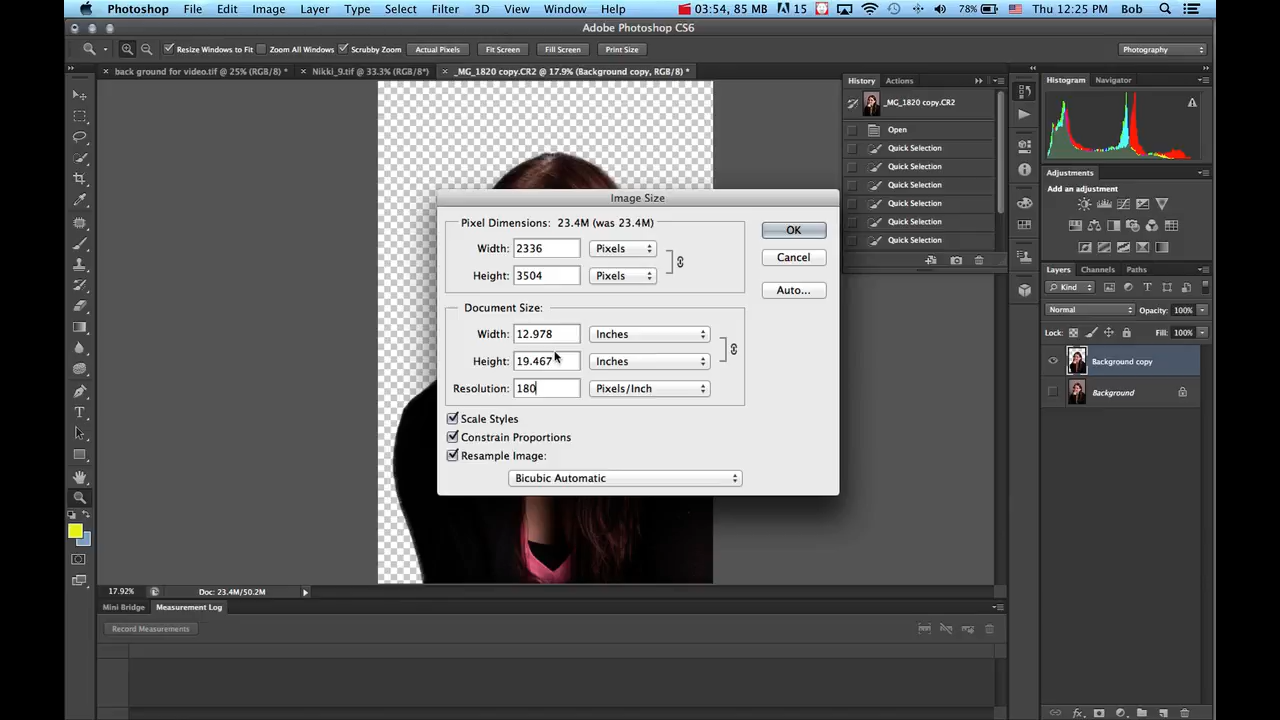 Photoshop File Edit Image Layer Type Select Filter 3D View Window Help 03:54, 85 MB 15 78% Thu 12:25 PM Bob
Adobe Photoshop CS6
Resize Windows to Fit Zoom All Windows Scrubby Zoom Actual Pixels Fit Screen Fill Screen Print Size Photography
× back ground for video.tif @ 25% (RGB/8) * × Nikki_9.tif @ 33.3% (RGB/8*) × _MG_1820 copy.CR2 @ 17.9% (Background copy, RGB/8) *
History Actions
_MG_1820 copy.CR2
Open
Quick Selection
Quick Selection
Quick Selection
Quick Selection
Quick Selection
Quick Selection
Histogram Navigator
Adjustments
Add an adjustment
Layers Channels Paths
Kind
Normal Opacity: 100%
Lock: Fill: 100%
Background copy
Background
Image Size
Pixel Dimensions: 23.4M (was 23.4M)
Width: 2336 Pixels
Height: 3504 Pixels
Document Size:
Width: 12.978 Inches
Height: 19.467 Inches
Resolution: 180 Pixels/Inch
Scale Styles
Constrain Proportions
Resample Image:
Bicubic Automatic
OK
Cancel
Auto...
17.92% Doc: 23.4M/50.2M
Mini Bridge Measurement Log
Record Measurements